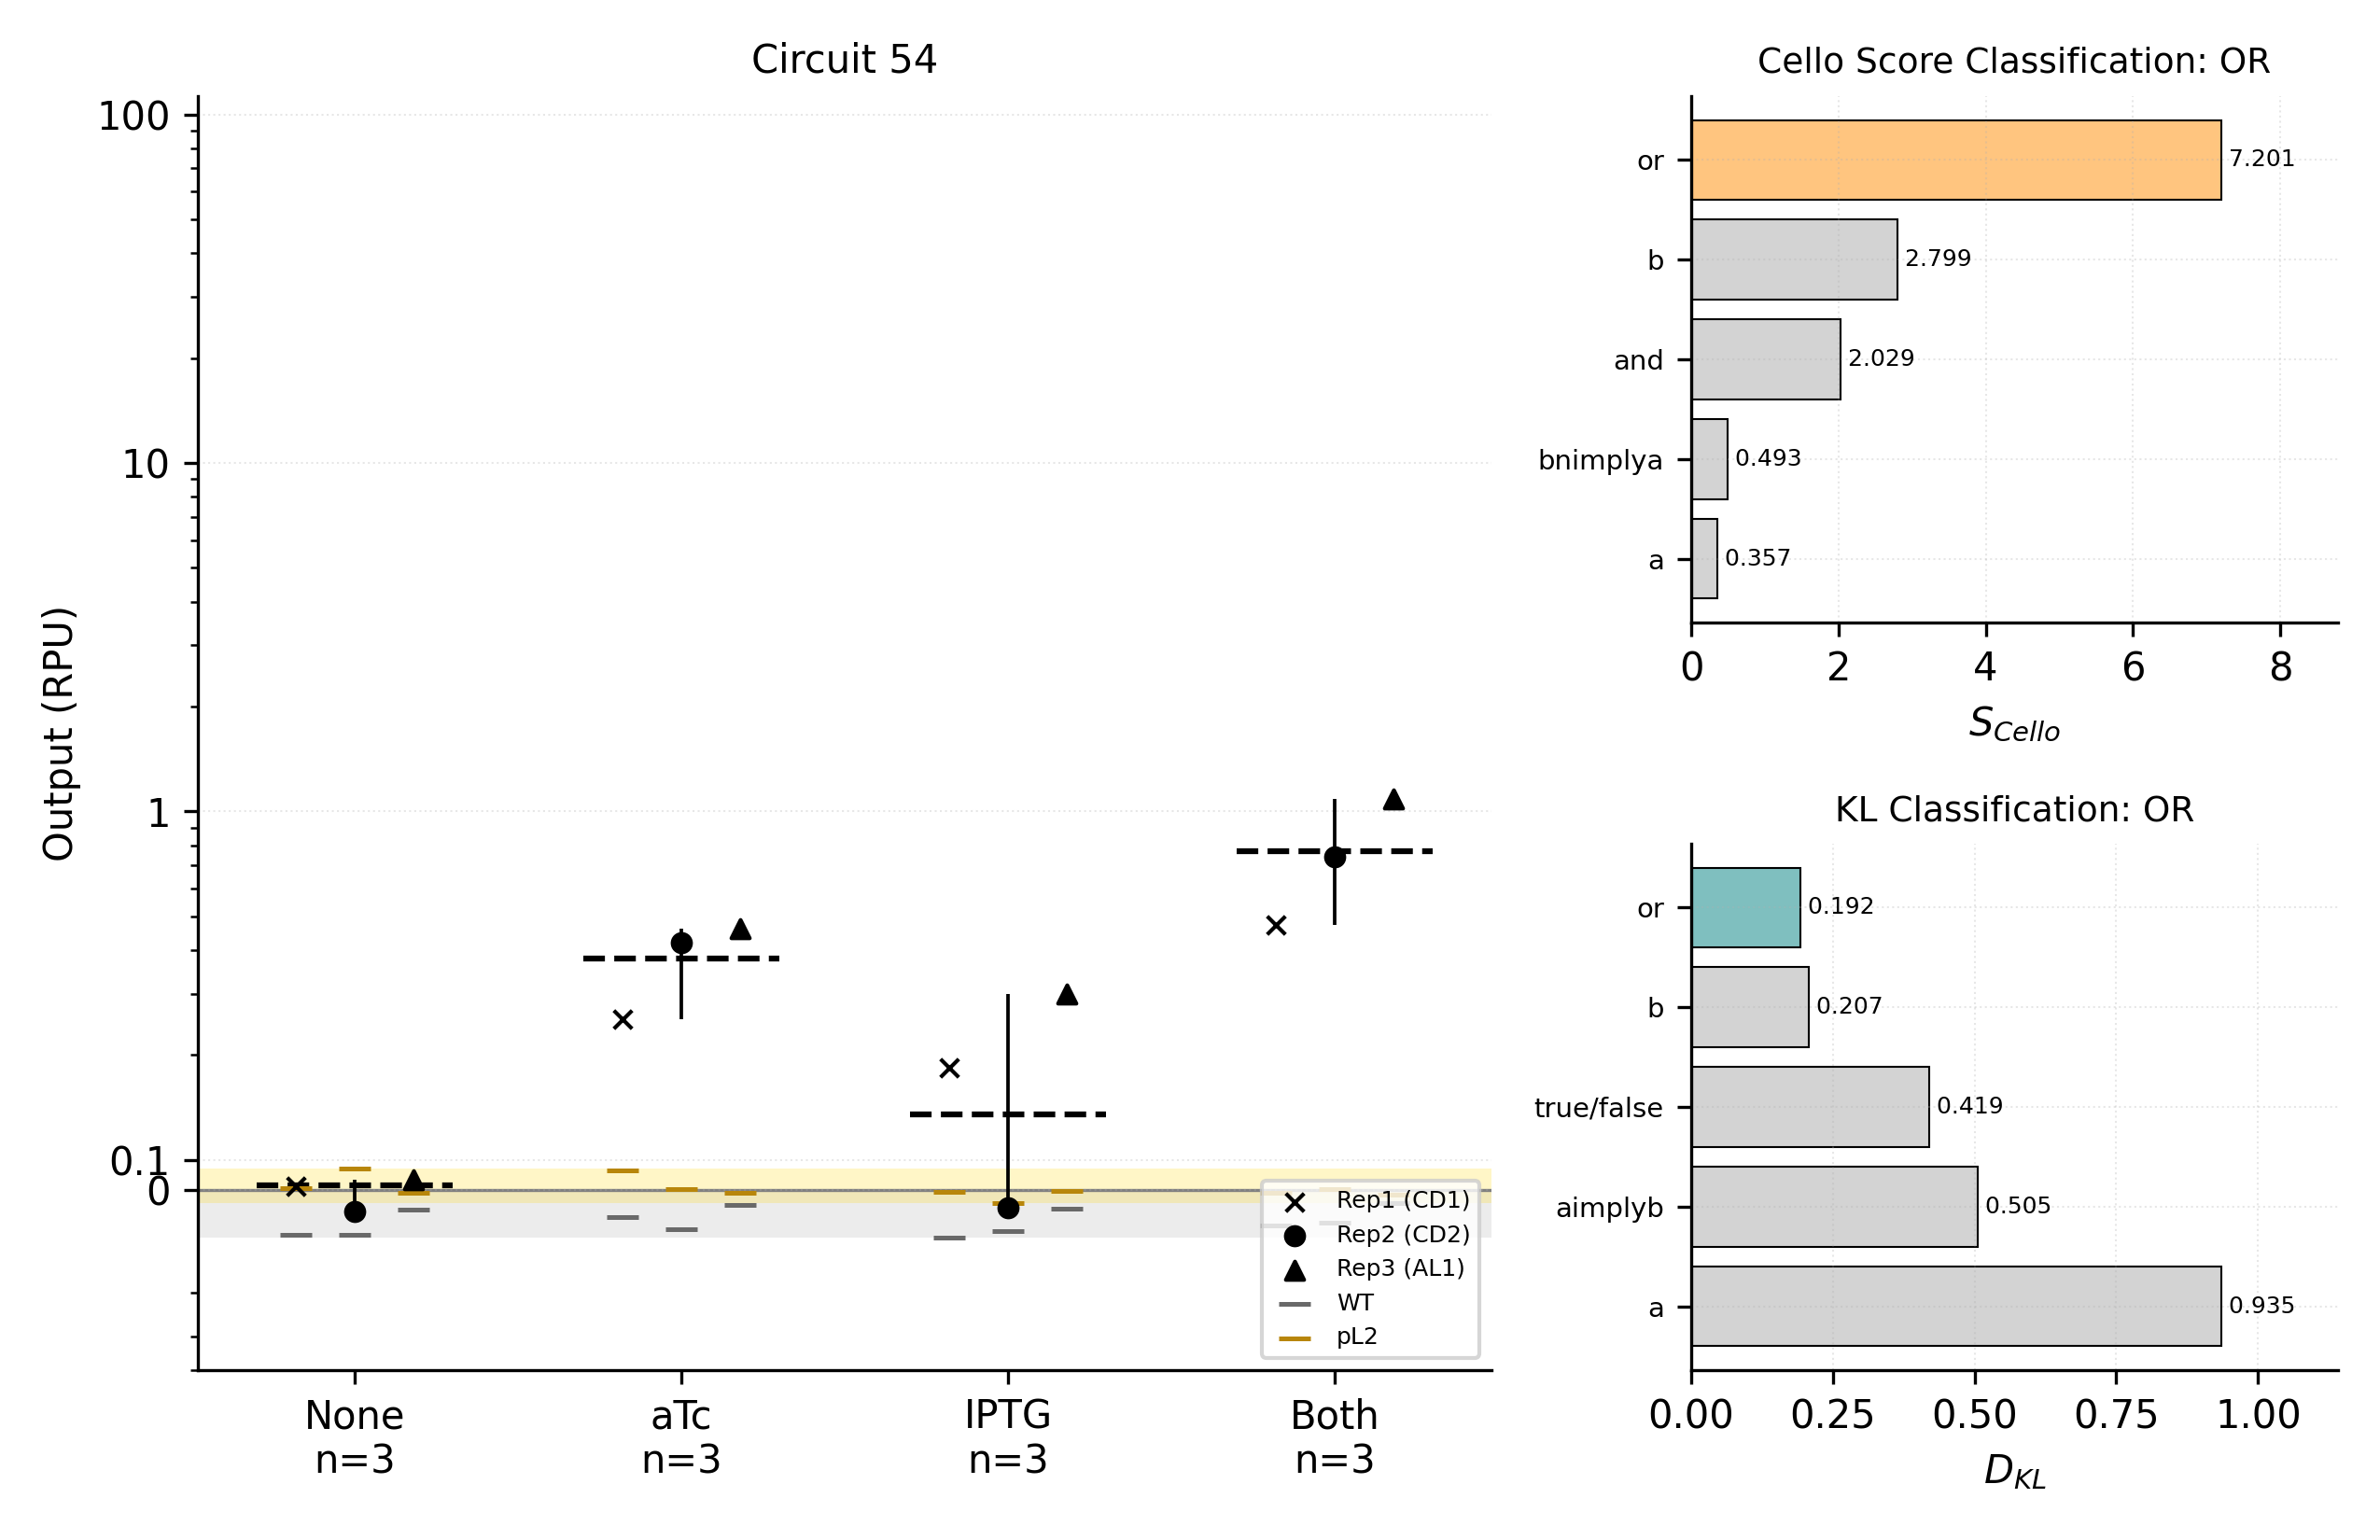 Circuit 54
Output (RPU)
100
10
1
0.1
0
None
n=3
aTc
n=3
IPTG
n=3
Both
n=3
Rep1 (CD1)
Rep2 (CD2)
Rep3 (AL1)
WT
pL2
Cello Score Classification: OR
or
7.201
b
2.799
and
2.029
bnimplya
0.493
a
0.357
0 2 4 6 8
S_Cello
KL Classification: OR
or
0.192
b
0.207
true/false
0.419
aimplyb
0.505
a
0.935
0.00 0.25 0.50 0.75 1.00
D_KL